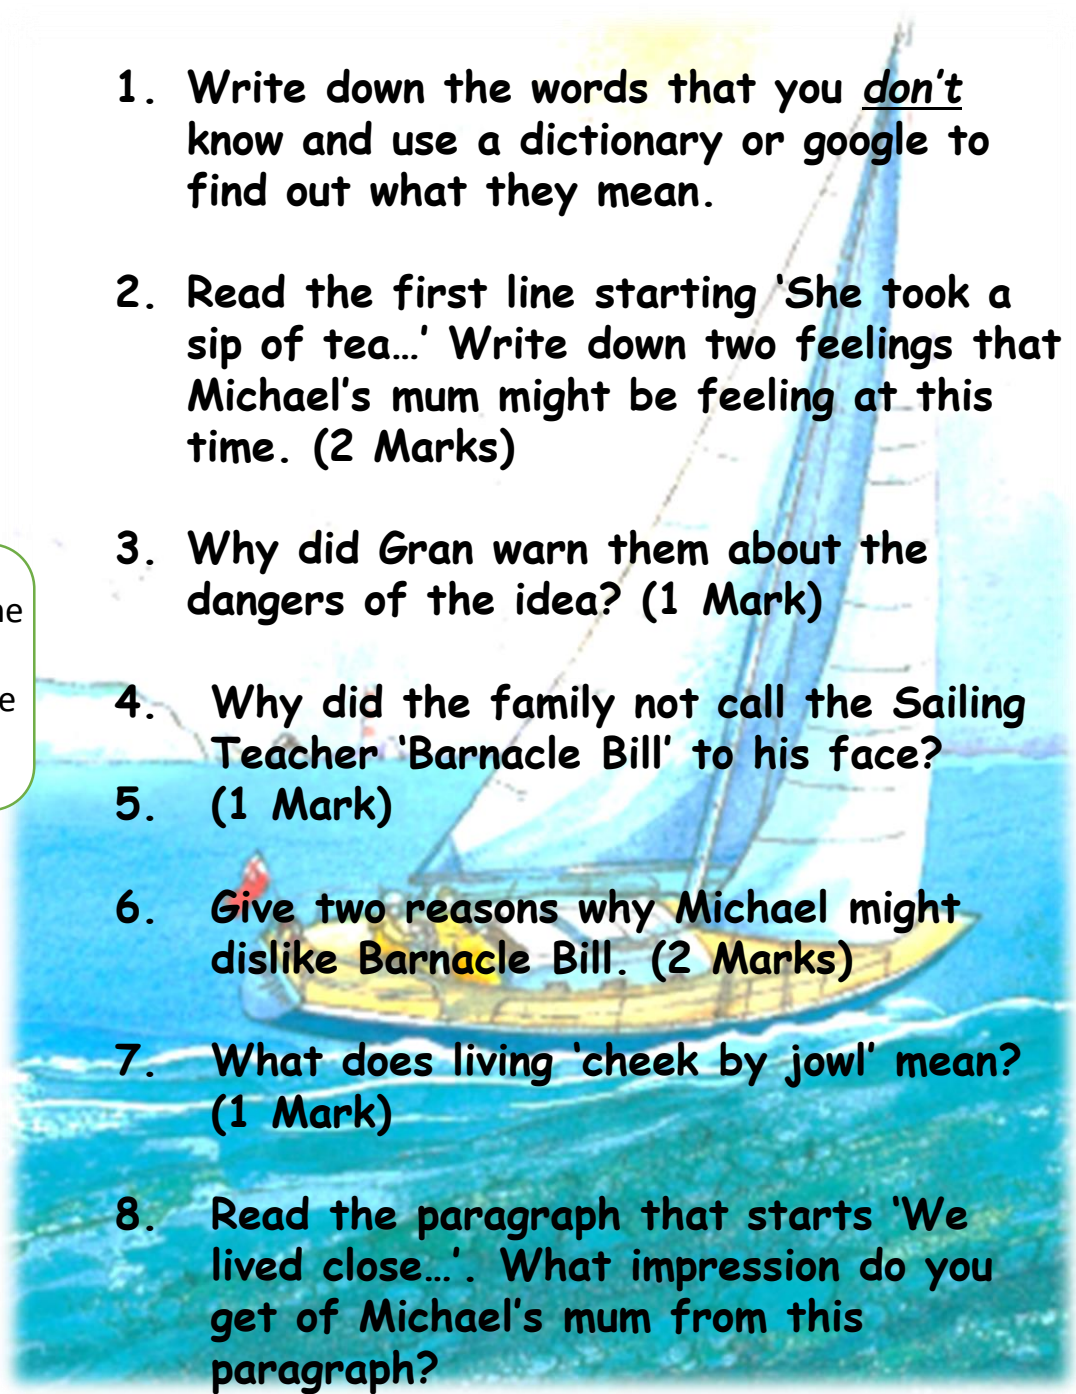 1. Write down the words that you don't
know and use a dictionary or google to
find out what they mean.
2. Read the first line starting ‘She took a
sip of tea…’ Write down two feelings that
Michael's mum might be feeling at this
time. (2 Marks)
3. Why did Gran warn them about the
dangers of the idea? (1 Mark)
4. Why did the family not call the Sailing
Teacher ‘Barnacle Bill’ to his face?
5. (1 Mark)
6. Give two reasons why Michael might
dislike Barnacle Bill. (2 Marks)
7. What does living ‘cheek by jowl’ mean?
(1 Mark)
8. Read the paragraph that starts ‘We
lived close…’. What impression do you
get of Michael's mum from this
paragraph?